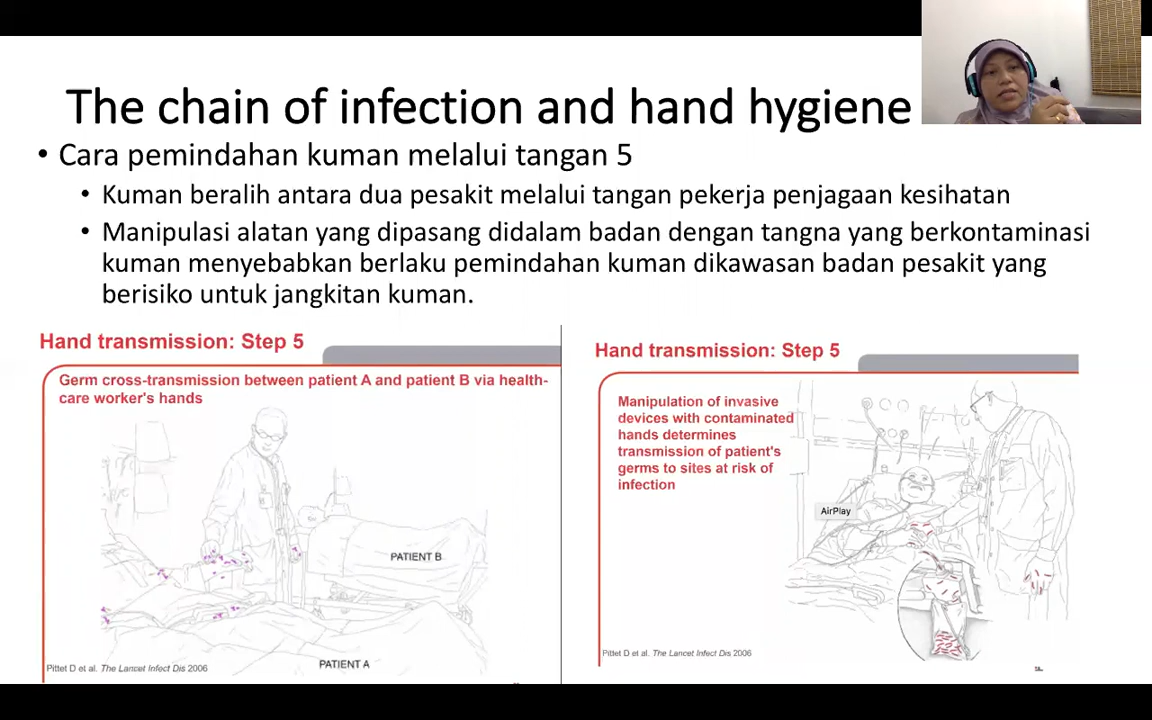 The chain of infection and hand hygiene
• Cara pemindahan kuman melalui tangan 5
• Kuman beralih antara dua pesakit melalui tangan pekerja penjagaan kesihatan
• Manipulasi alatan yang dipasang didalam badan dengan tangna yang berkontaminasi
kuman menyebabkan berlaku pemindahan kuman dikawasan badan pesakit yang
berisiko untuk jangkitan kuman.
Hand transmission: Step 5
Germ cross-transmission between patient A and patient B via health-
care worker's hands
PATIENT B
PATIENT A
Pittet D et al. The Lancet Infect Dis 2006
Hand transmission: Step 5
Manipulation of invasive
devices with contaminated
hands determines
transmission of patient's
germs to sites at risk of
infection
AirPlay
Pittet D et al. The Lancet Infect Dis 2006